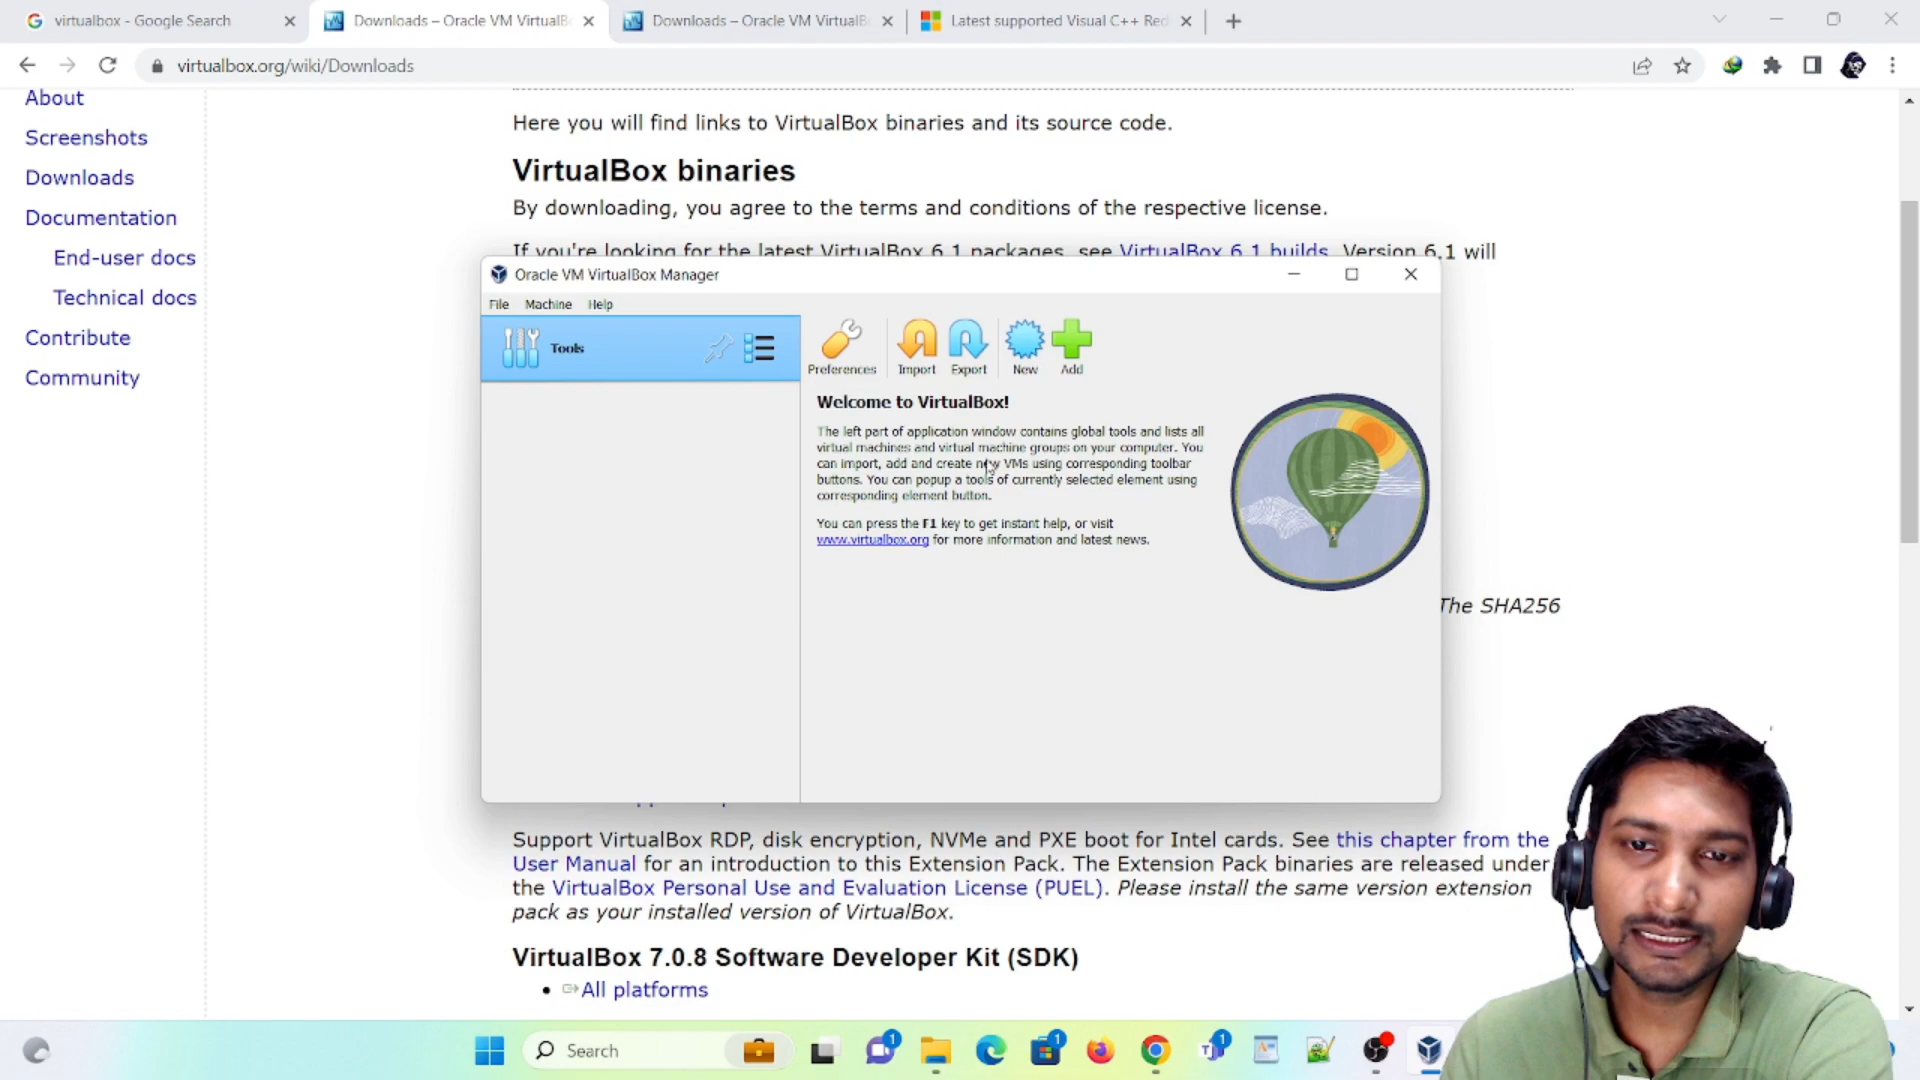 virtualbox - Google Search
Downloads – Oracle VM VirtualB
Downloads – Oracle VM VirtualB
Latest supported Visual C++ Red
virtualbox.org/wiki/Downloads
About
Screenshots
Downloads
Documentation
End-user docs
Technical docs
Contribute
Community
Here you will find links to VirtualBox binaries and its source code.
VirtualBox binaries
By downloading, you agree to the terms and conditions of the respective license.
If you're looking for the latest VirtualBox 6.1 packages, see VirtualBox 6.1 builds. Version 6.1 will
Oracle VM VirtualBox Manager
File Machine Help
Tools
Preferences Import Export New Add
Welcome to VirtualBox!
The left part of application window contains global tools and lists all
virtual machines and virtual machine groups on your computer. You
can import, add and create new VMs using corresponding toolbar
buttons. You can popup a tools of currently selected element using
corresponding element button.
You can press the F1 key to get instant help, or visit
www.virtualbox.org for more information and latest news.
The SHA256
Support VirtualBox RDP, disk encryption, NVMe and PXE boot for Intel cards. See this chapter from the
User Manual for an introduction to this Extension Pack. The Extension Pack binaries are released under
the VirtualBox Personal Use and Evaluation License (PUEL). Please install the same version extension
pack as your installed version of VirtualBox.
VirtualBox 7.0.8 Software Developer Kit (SDK)
All platforms
Search
1
1
1